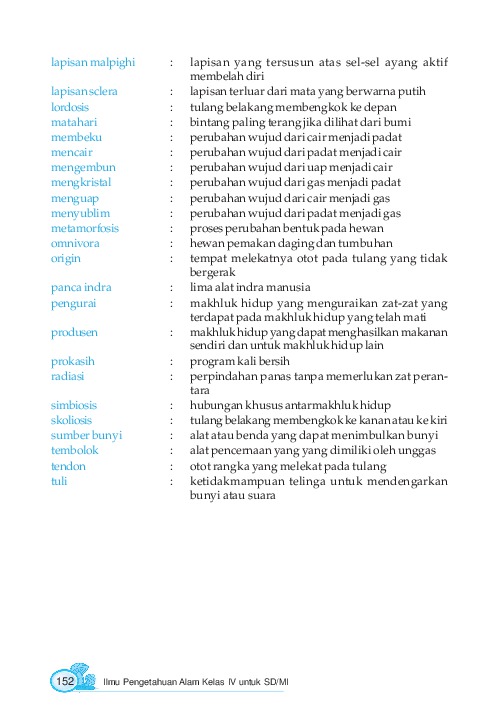 lapisan malpighi : lapisan yang tersusun atas sel-sel ayang aktif
membelah diri
lapisan sclera : lapisan terluar dari mata yang berwarna putih
lordosis : tulang belakang membengkok ke depan
matahari : bintang paling terang jika dilihat dari bumi
membeku : perubahan wujud dari cair menjadi padat
mencair : perubahan wujud dari padat menjadi cair
mengembun : perubahan wujud dari uap menjadi cair
mengkristal : perubahan wujud dari gas menjadi padat
menguap : perubahan wujud dari cair menjadi gas
menyublim : perubahan wujud dari padat menjadi gas
metamorfosis : proses perubahan bentuk pada hewan
omnivora : hewan pemakan daging dan tumbuhan
origin : tempat melekatnya otot pada tulang yang tidak
bergerak
panca indra : lima alat indra manusia
pengurai : makhluk hidup yang menguraikan zat-zat yang
terdapat pada makhluk hidup yang telah mati
produsen : makhluk hidup yang dapat menghasilkan makanan
sendiri dan untuk makhluk hidup lain
prokasih : program kali bersih
radiasi : perpindahan panas tanpa memerlukan zat peran-
tara
simbiosis : hubungan khusus antarmakhluk hidup
skoliosis : tulang belakang membengkok ke kanan atau ke kiri
sumber bunyi : alat atau benda yang dapat menimbulkan bunyi
tembolok : alat pencernaan yang yang dimiliki oleh unggas
tendon : otot rangka yang melekat pada tulang
tuli : ketidakmampuan telinga untuk mendengarkan
bunyi atau suara
152 Ilmu Pengetahuan Alam Kelas IV untuk SD/MI